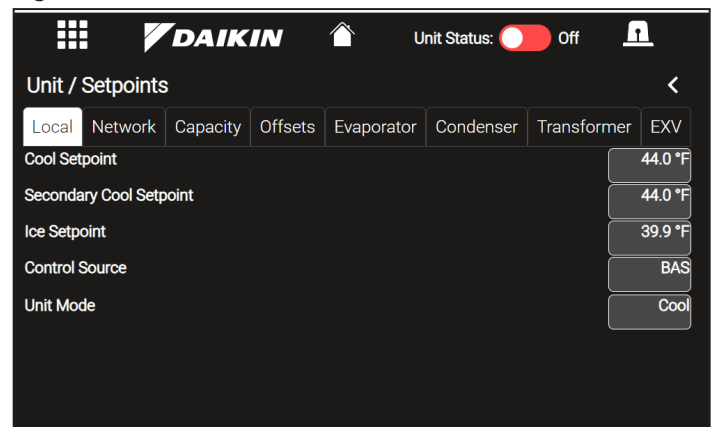 DAIKIN Unit Status: Off
Unit / Setpoints
Local Network Capacity Offsets Evaporator Condenser Transformer EXV
Cool Setpoint 44.0 °F
Secondary Cool Setpoint 44.0 °F
Ice Setpoint 39.9 °F
Control Source BAS
Unit Mode Cool